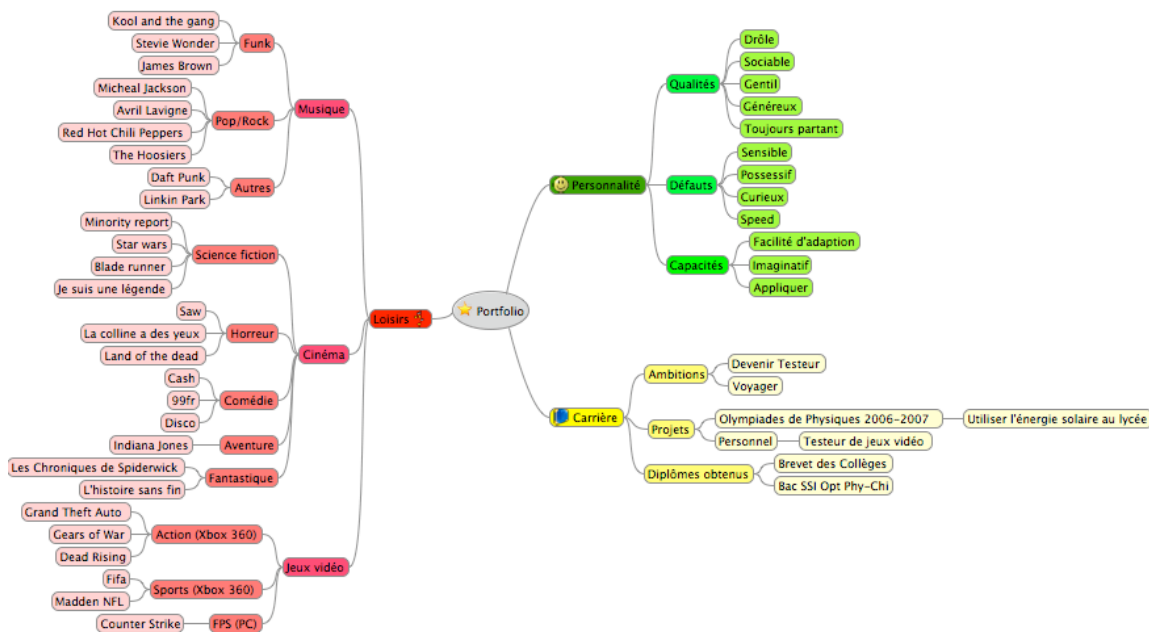 Portfolio
Loisirs
Musique
Funk
Kool and the gang
Stevie Wonder
James Brown
Pop/Rock
Micheal Jackson
Avril Lavigne
Red Hot Chili Peppers
The Hoosiers
Autres
Daft Punk
Linkin Park
Cinéma
Science fiction
Minority report
Star wars
Blade runner
Je suis une légende
Horreur
Saw
La colline a des yeux
Land of the dead
Comédie
Cash
99fr
Disco
Aventure
Indiana Jones
Fantastique
Les Chroniques de Spiderwick
L'histoire sans fin
Jeux vidéo
Action (Xbox 360)
Grand Theft Auto
Gears of War
Dead Rising
Sports (Xbox 360)
Fifa
Madden NFL
FPS (PC)
Counter Strike
Personnalité
Qualités
Drôle
Sociable
Gentil
Généreux
Toujours partant
Défauts
Sensible
Possessif
Curieux
Speed
Capacités
Facilité d'adaption
Imaginatif
Appliquer
Carrière
Ambitions
Devenir Testeur
Voyager
Projets
Olympiades de Physiques 2006-2007
Utiliser l'énergie solaire au lycée
Personnel
Testeur de jeux vidéo
Diplômes obtenus
Brevet des Collèges
Bac SSI Opt Phy-Chi